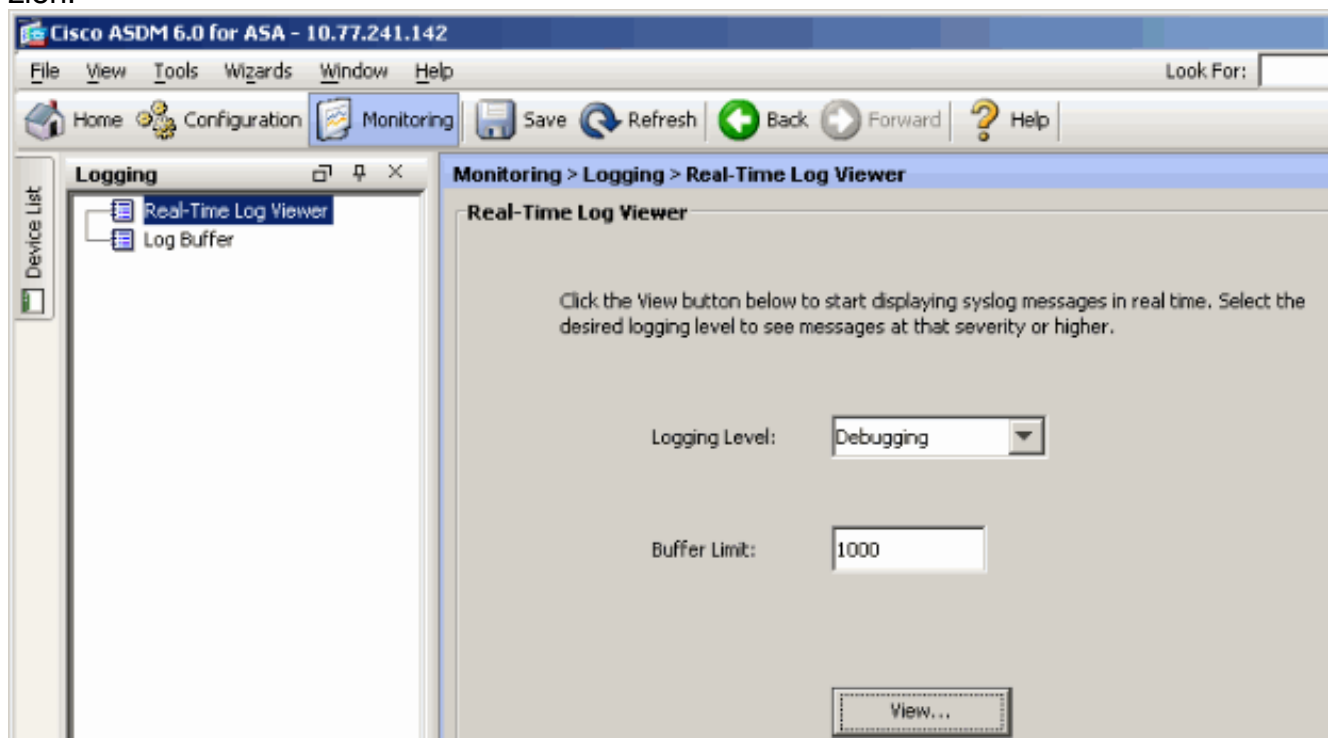 zien.
Cisco ASDM 6.0 for ASA - 10.77.241.142
File View Tools Wizards Window Help Look For:
Home Configuration Monitoring Save Refresh Back Forward Help
Device List
Logging
Real-Time Log Viewer
Log Buffer
Monitoring > Logging > Real-Time Log Viewer
Real-Time Log Viewer
Click the View button below to start displaying syslog messages in real time. Select the
desired logging level to see messages at that severity or higher.
Logging Level: Debugging
Buffer Limit: 1000
View...